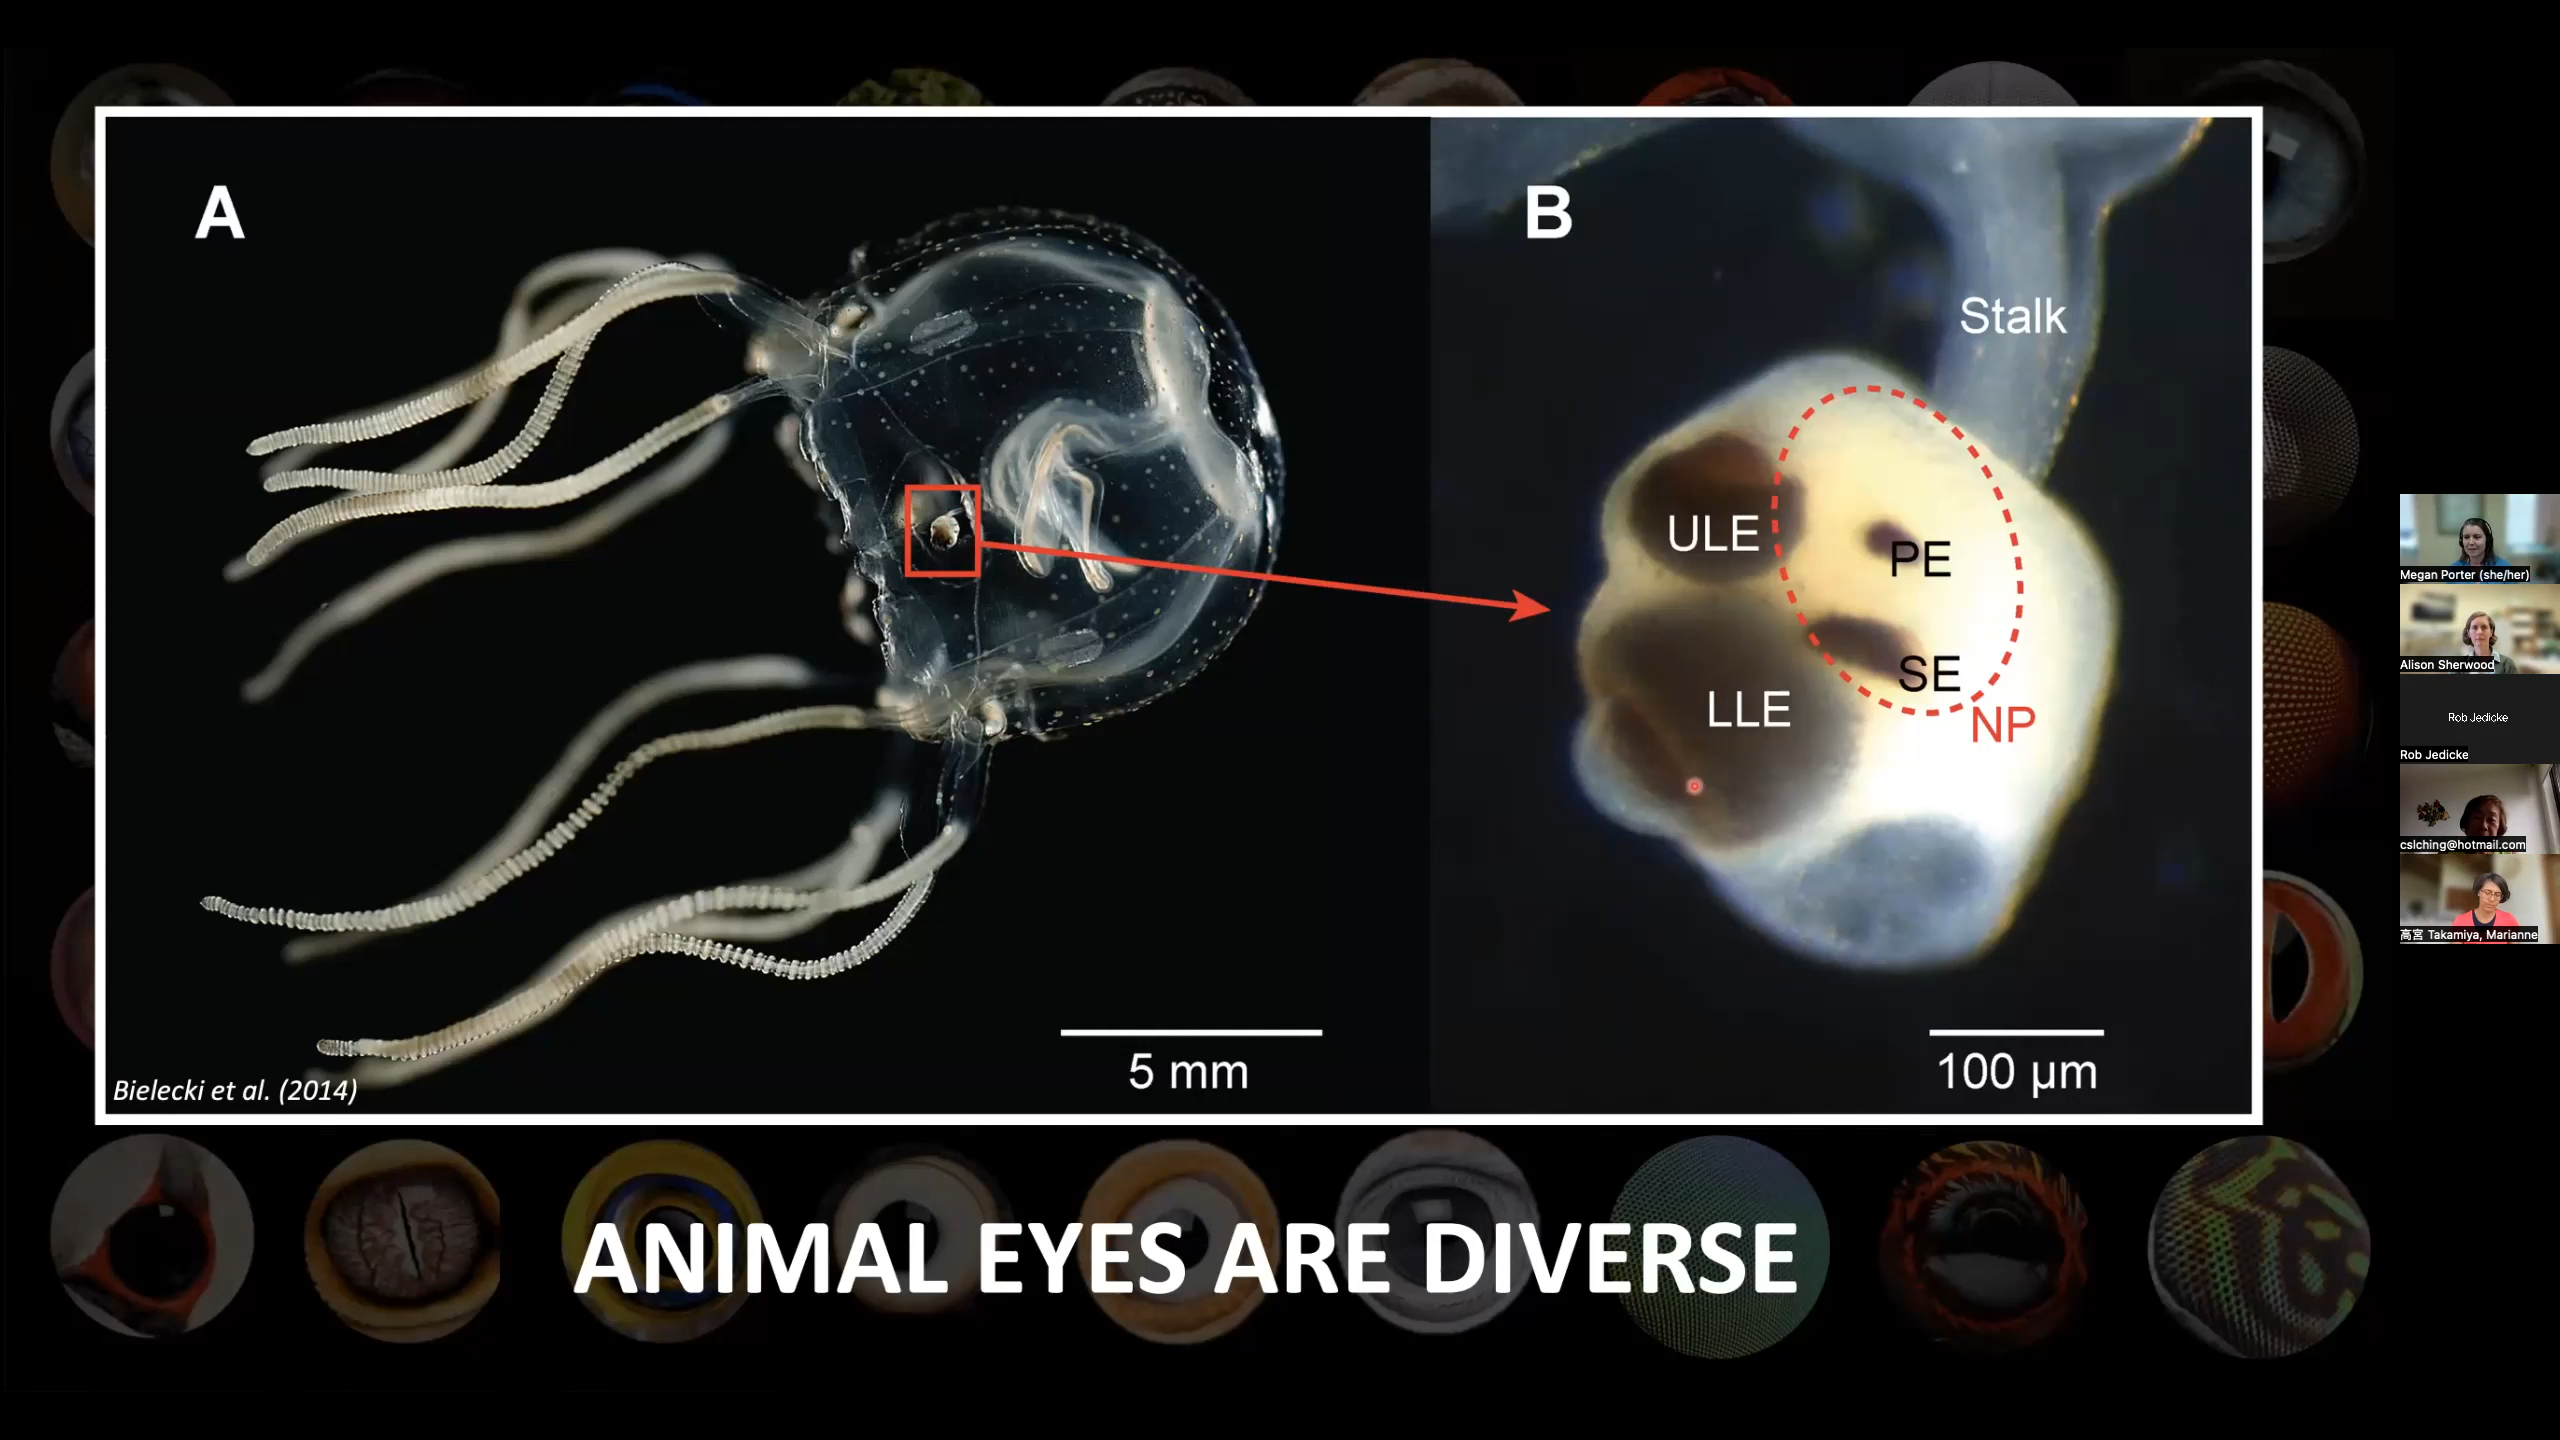 A
B
Stalk
ULE
PE
SE
LLE
NP
5 mm
100 µm
Bielecki et al. (2014)
ANIMAL EYES ARE DIVERSE
Megan Porter (she/her)
Alison Sherwood
Rob Jedicke
Rob Jedicke
cslching@hotmail.com
高宮 Takamiya, Marianne